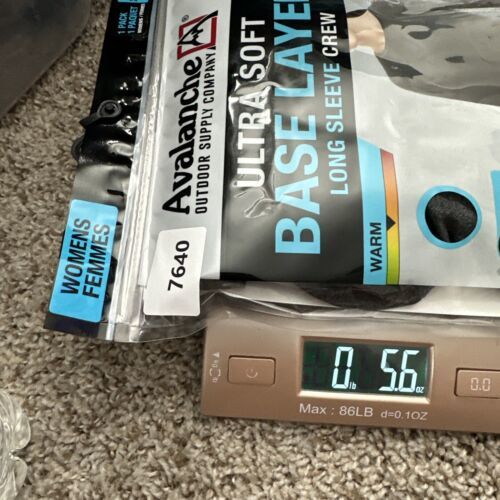 1 PACK
1 PAQUET
Avalanche
OUTDOOR SUPPLY COMPANY
ULTRA SOFT
BASE LAYER
LONG SLEEVE CREW
WOMENS
FEMMES
7640
WARM
0 lb 5.6 oz
0.0
Max : 86LB d=0.1OZ